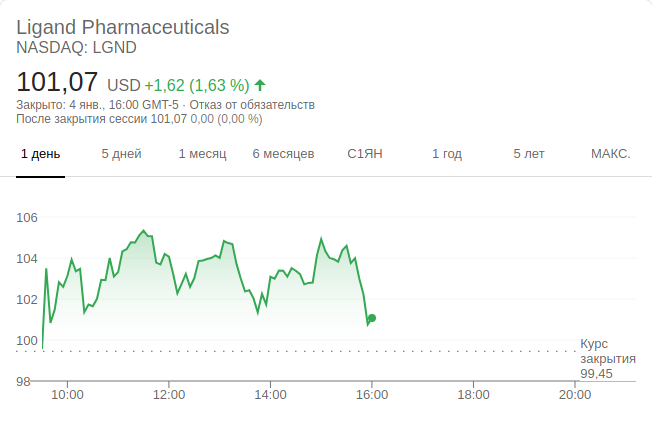 Ligand Pharmaceuticals
NASDAQ: LGND
101,07 USD +1,62 (1,63 %)
Закрыто: 4 янв., 16:00 GMT-5 · Отказ от обязательств
После закрытия сессии 101,07 0,00 (0,00 %)
1 день 5 дней 1 месяц 6 месяцев С1ЯН 1 год 5 лет МАКС.
106
104
102
100
Курс
закрытия
99,45
98
10:00 12:00 14:00 16:00 18:00 20:00